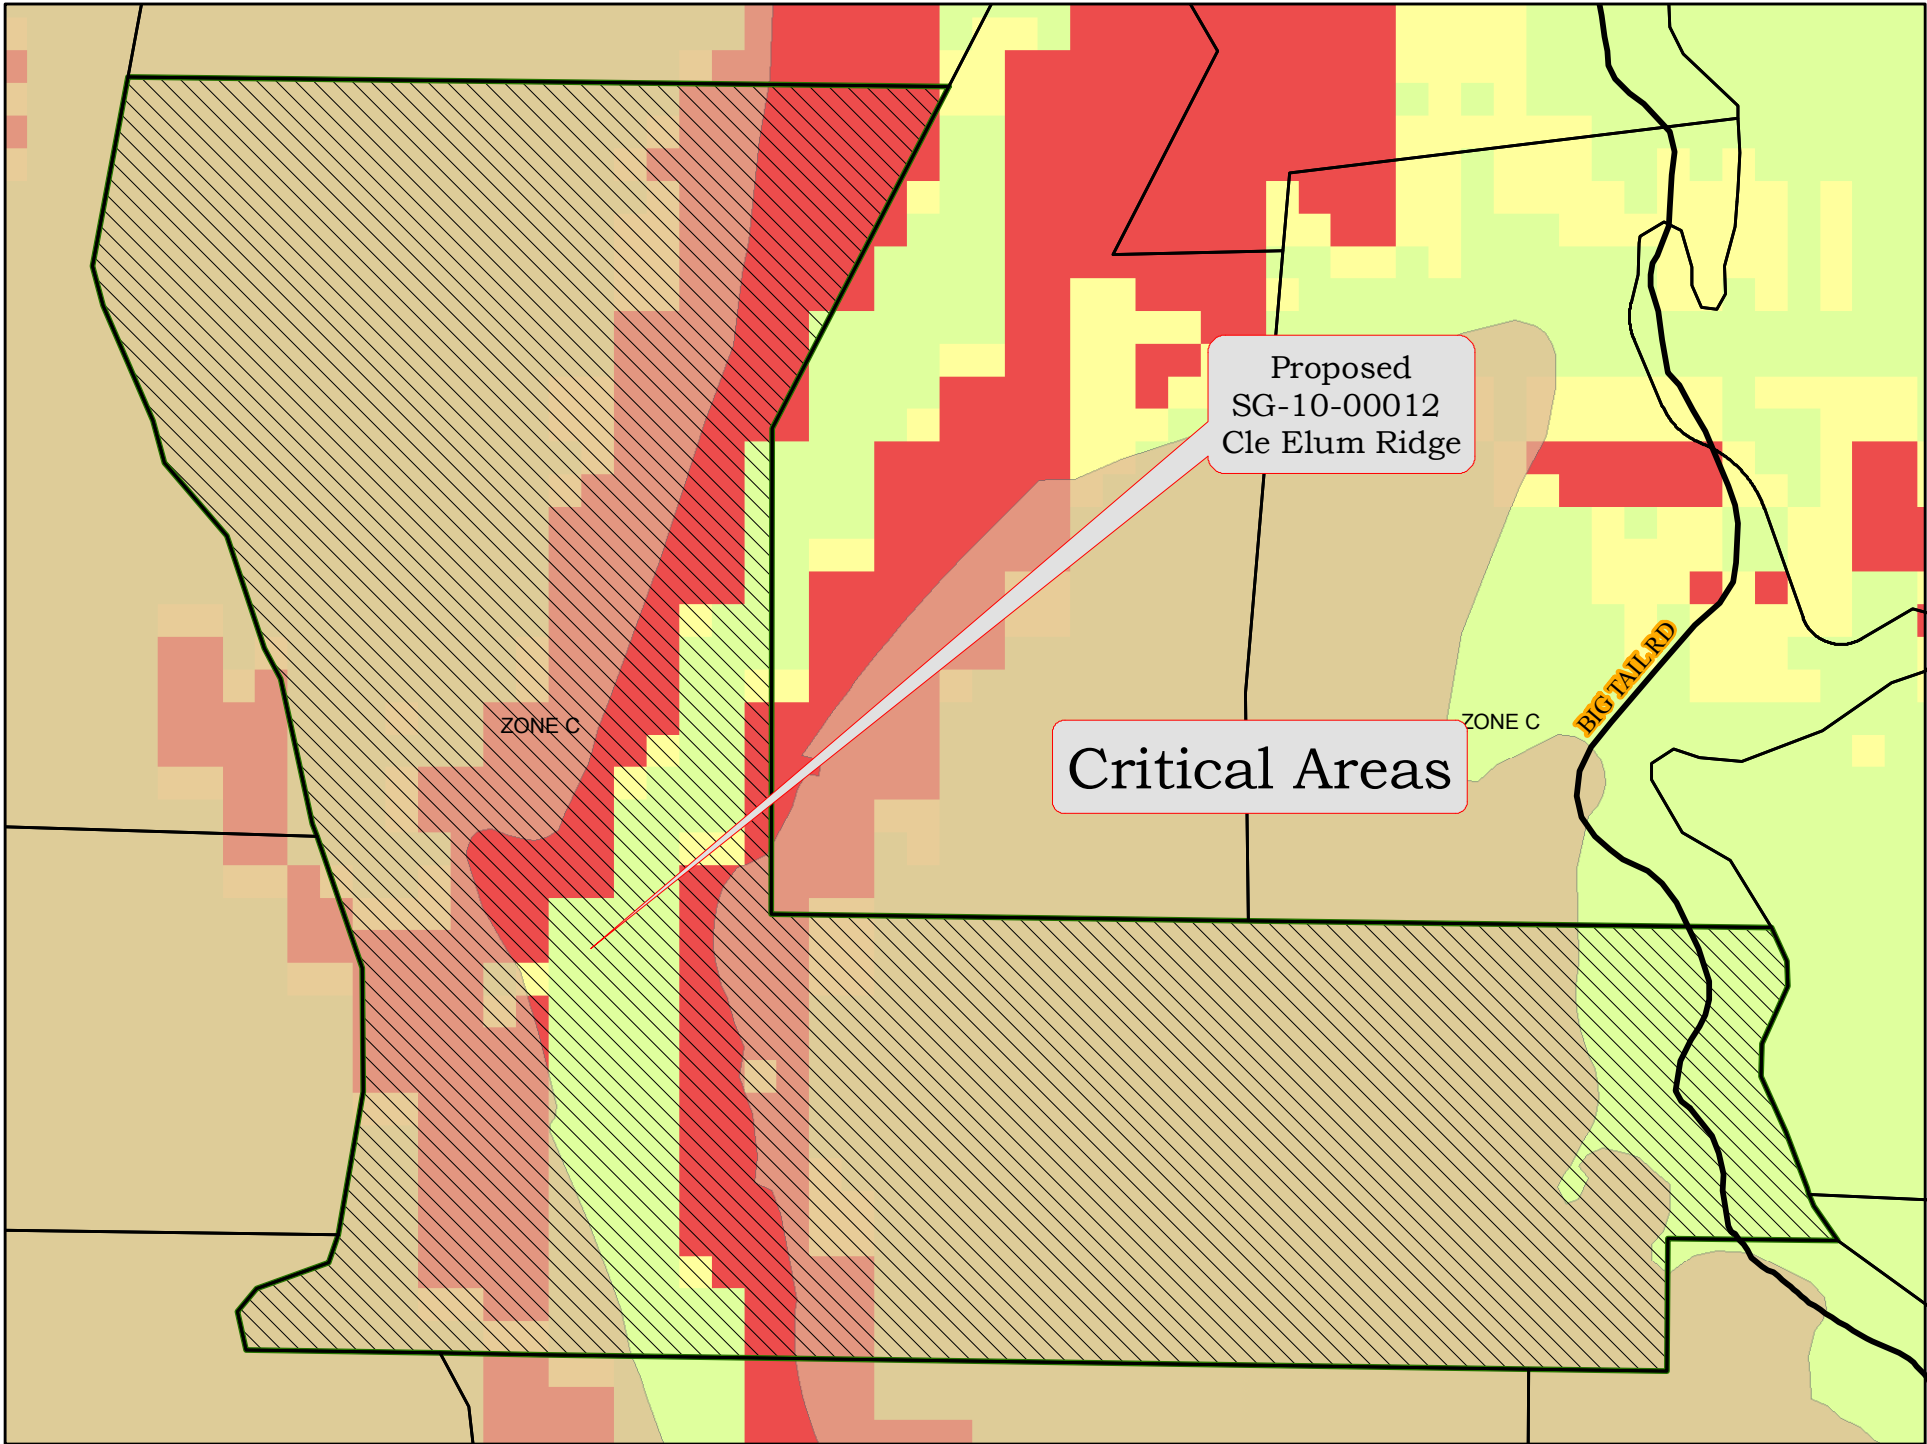 Proposed
SG-10-00012
Cle Elum Ridge
BIG TAIL RD
ZONE C
ZONE C
Critical Areas